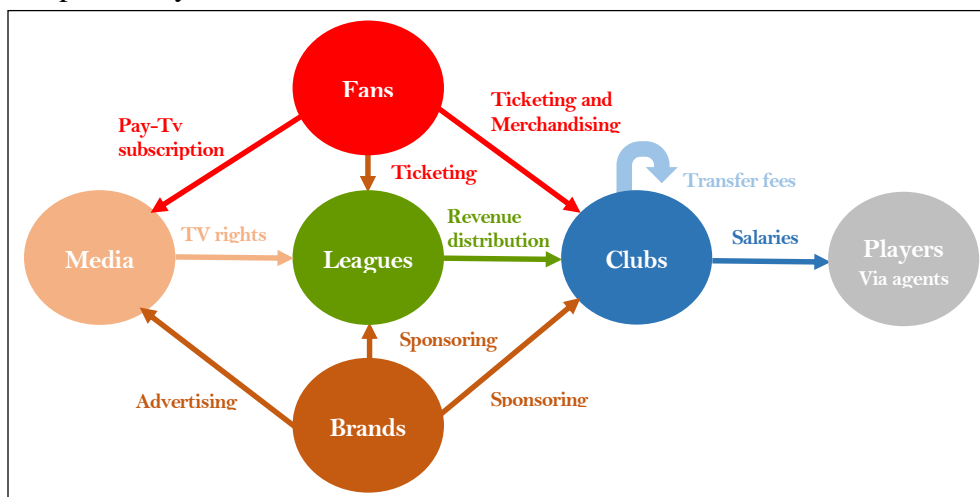 Fans
Ticketing and
Merchandising
Pay-Tv
subscription
Ticketing
Transfer fees
Revenue
distribution
TV rights
Salaries
Media
Leagues
Clubs
Players
Via agents
Sponsoring
Advertising
Sponsoring
Brands